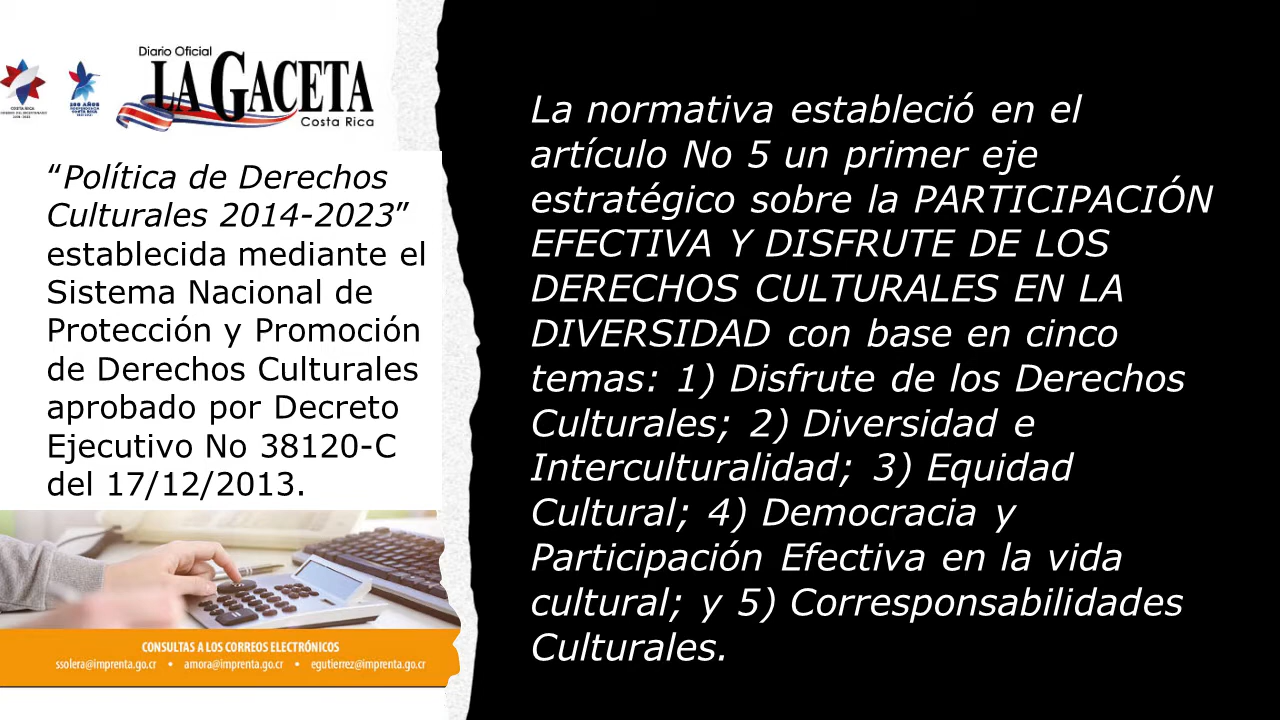 Diario Oficial
LA GACETA
Costa Rica
COSTA RICA
200 AÑOS
“Política de Derechos
Culturales 2014-2023”
establecida mediante el
Sistema Nacional de
Protección y Promoción
de Derechos Culturales
aprobado por Decreto
Ejecutivo No 38120-C
del 17/12/2013.
CONSULTAS A LOS CORREOS ELECTRÓNICOS
ssolera@imprenta.go.cr • amora@imprenta.go.cr • egutierrez@imprenta.go.cr
La normativa estableció en el
artículo No 5 un primer eje
estratégico sobre la PARTICIPACIÓN
EFECTIVA Y DISFRUTE DE LOS
DERECHOS CULTURALES EN LA
DIVERSIDAD con base en cinco
temas: 1) Disfrute de los Derechos
Culturales; 2) Diversidad e
Interculturalidad; 3) Equidad
Cultural; 4) Democracia y
Participación Efectiva en la vida
cultural; y 5) Corresponsabilidades
Culturales.